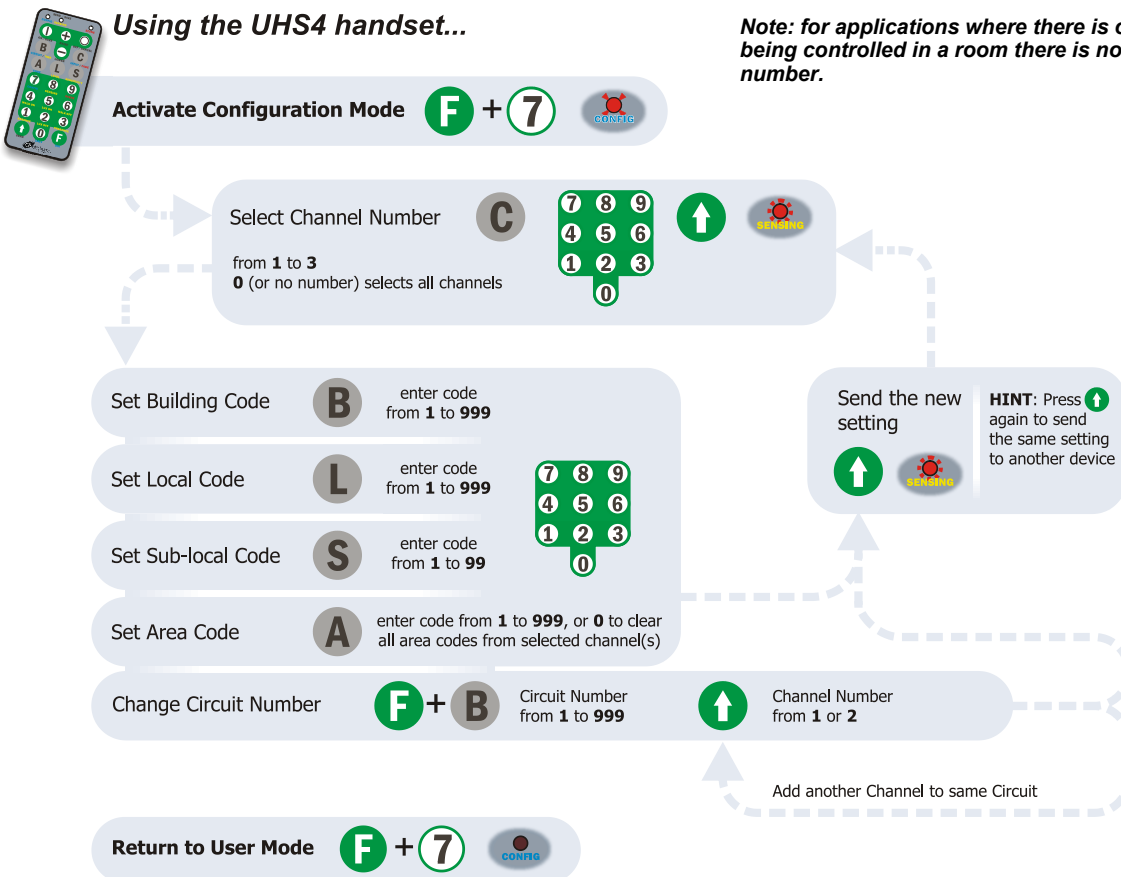 Using the UHS4 handset...
Note: for applications where there is
being controlled in a room there is no
number.
Activate Configuration Mode F + 7 CONFIG
Select Channel Number C 7 8 9 SENSING
4 5 6
from 1 to 3
1 2 3
0 (or no number) selects all channels
0
Set Building Code B enter code
from 1 to 999
Set Local Code L enter code
from 1 to 999
Set Sub-local Code S enter code
from 1 to 99
7 8 9
4 5 6
1 2 3
0
Set Area Code A enter code from 1 to 999, or 0 to clear
all area codes from selected channel(s)
Send the new
setting
SENSING
HINT: Press
again to send
the same setting
to another device
Change Circuit Number F + B Circuit Number
from 1 to 999
Channel Number
from 1 or 2
Add another Channel to same Circuit
Return to User Mode F + 7 CONFIG